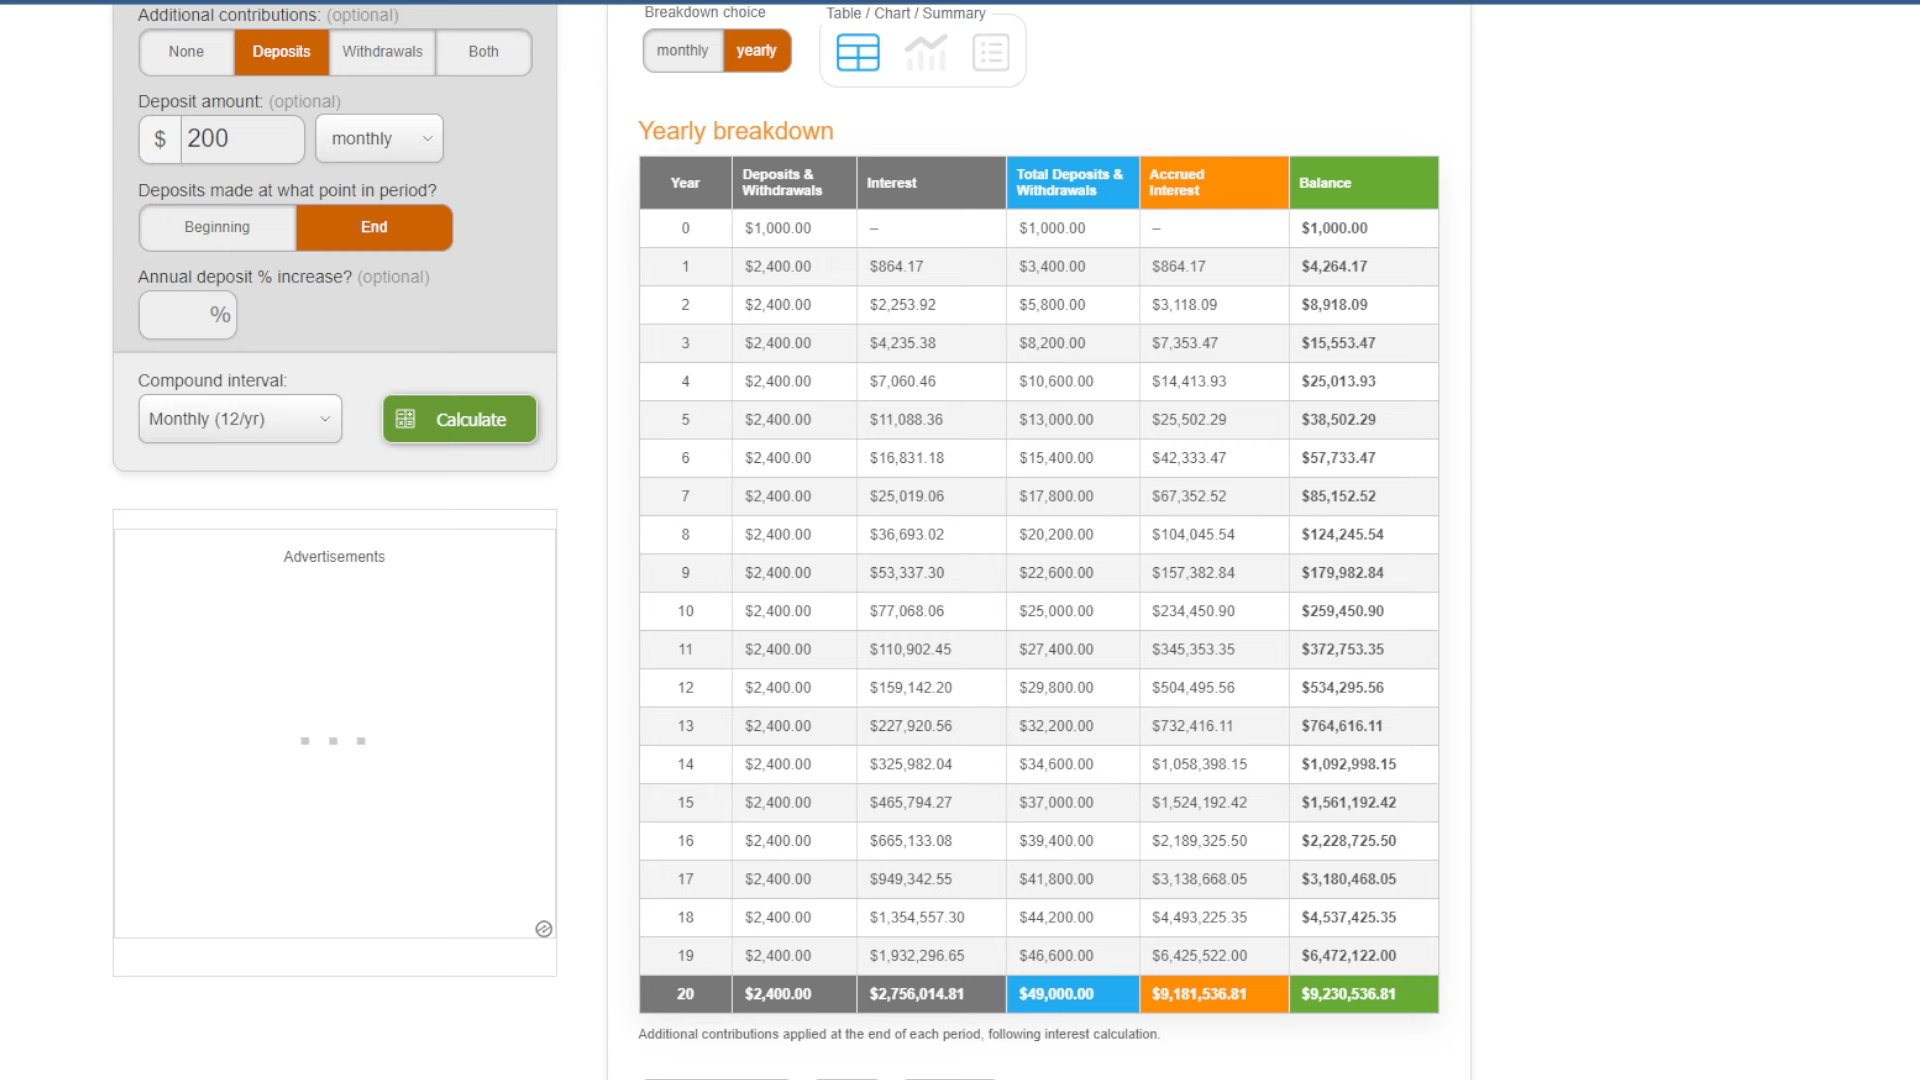 Additional contributions: (optional)
None Deposits Withdrawals Both
Deposit amount: (optional)
$ 200 monthly
Deposits made at what point in period?
Beginning End
Annual deposit % increase? (optional)
%
Compound interval:
Monthly (12/yr) Calculate
Advertisements
Breakdown choice
monthly yearly
Table / Chart / Summary
Yearly breakdown
Year Deposits & Withdrawals Interest Total Deposits & Withdrawals Accrued Interest Balance
0 $1,000.00 – $1,000.00 – $1,000.00
1 $2,400.00 $864.17 $3,400.00 $864.17 $4,264.17
2 $2,400.00 $2,253.92 $5,800.00 $3,118.09 $8,918.09
3 $2,400.00 $4,235.38 $8,200.00 $7,353.47 $15,553.47
4 $2,400.00 $7,060.46 $10,600.00 $14,413.93 $25,013.93
5 $2,400.00 $11,088.36 $13,000.00 $25,502.29 $38,502.29
6 $2,400.00 $16,831.18 $15,400.00 $42,333.47 $57,733.47
7 $2,400.00 $25,019.06 $17,800.00 $67,352.52 $85,152.52
8 $2,400.00 $36,693.02 $20,200.00 $104,045.54 $124,245.54
9 $2,400.00 $53,337.30 $22,600.00 $157,382.84 $179,982.84
10 $2,400.00 $77,068.06 $25,000.00 $234,450.90 $259,450.90
11 $2,400.00 $110,902.45 $27,400.00 $345,353.35 $372,753.35
12 $2,400.00 $159,142.20 $29,800.00 $504,495.56 $534,295.56
13 $2,400.00 $227,920.56 $32,200.00 $732,416.11 $764,616.11
14 $2,400.00 $325,982.04 $34,600.00 $1,058,398.15 $1,092,998.15
15 $2,400.00 $465,794.27 $37,000.00 $1,524,192.42 $1,561,192.42
16 $2,400.00 $665,133.08 $39,400.00 $2,189,325.50 $2,228,725.50
17 $2,400.00 $949,342.55 $41,800.00 $3,138,668.05 $3,180,468.05
18 $2,400.00 $1,354,557.30 $44,200.00 $4,493,225.35 $4,537,425.35
19 $2,400.00 $1,932,296.65 $46,600.00 $6,425,522.00 $6,472,122.00
20 $2,400.00 $2,756,014.81 $49,000.00 $9,181,536.81 $9,230,536.81
Additional contributions applied at the end of each period, following interest calculation.